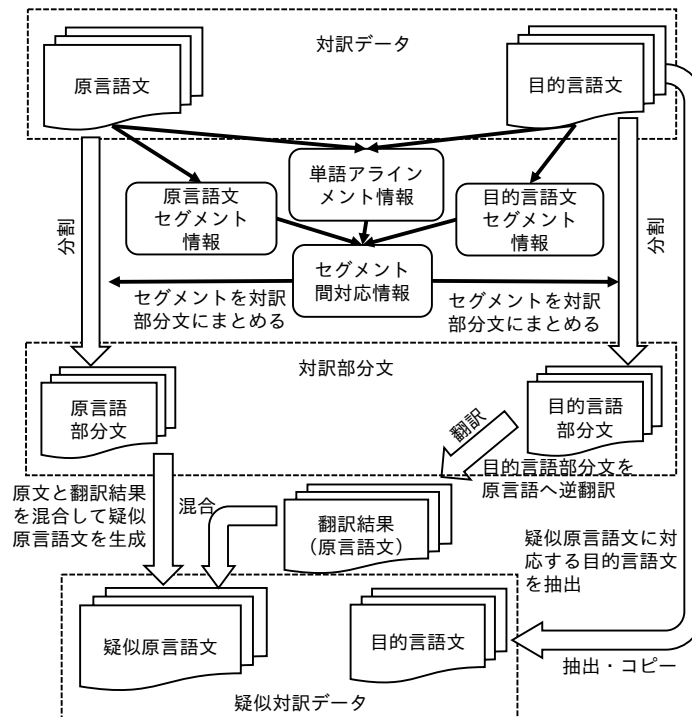 対訳データ
原言語文
目的言語文
単語アライン
メント情報
原言語文
セグメント
情報
目的言語文
セグメント
情報
分割
分割
セグメント
間対応情報
セグメントを対訳
部分文にまとめる
セグメントを対訳
部分文にまとめる
対訳部分文
原言語
部分文
目的言語
部分文
翻訳
目的言語部分文を
原言語へ逆翻訳
原文と翻訳結果
を混合して疑似
原言語文を生成
混合
翻訳結果
（原言語文）
疑似原言語文に対
応する目的言語文
を抽出
疑似原言語文
目的言語文
抽出・コピー
疑似対訳データ